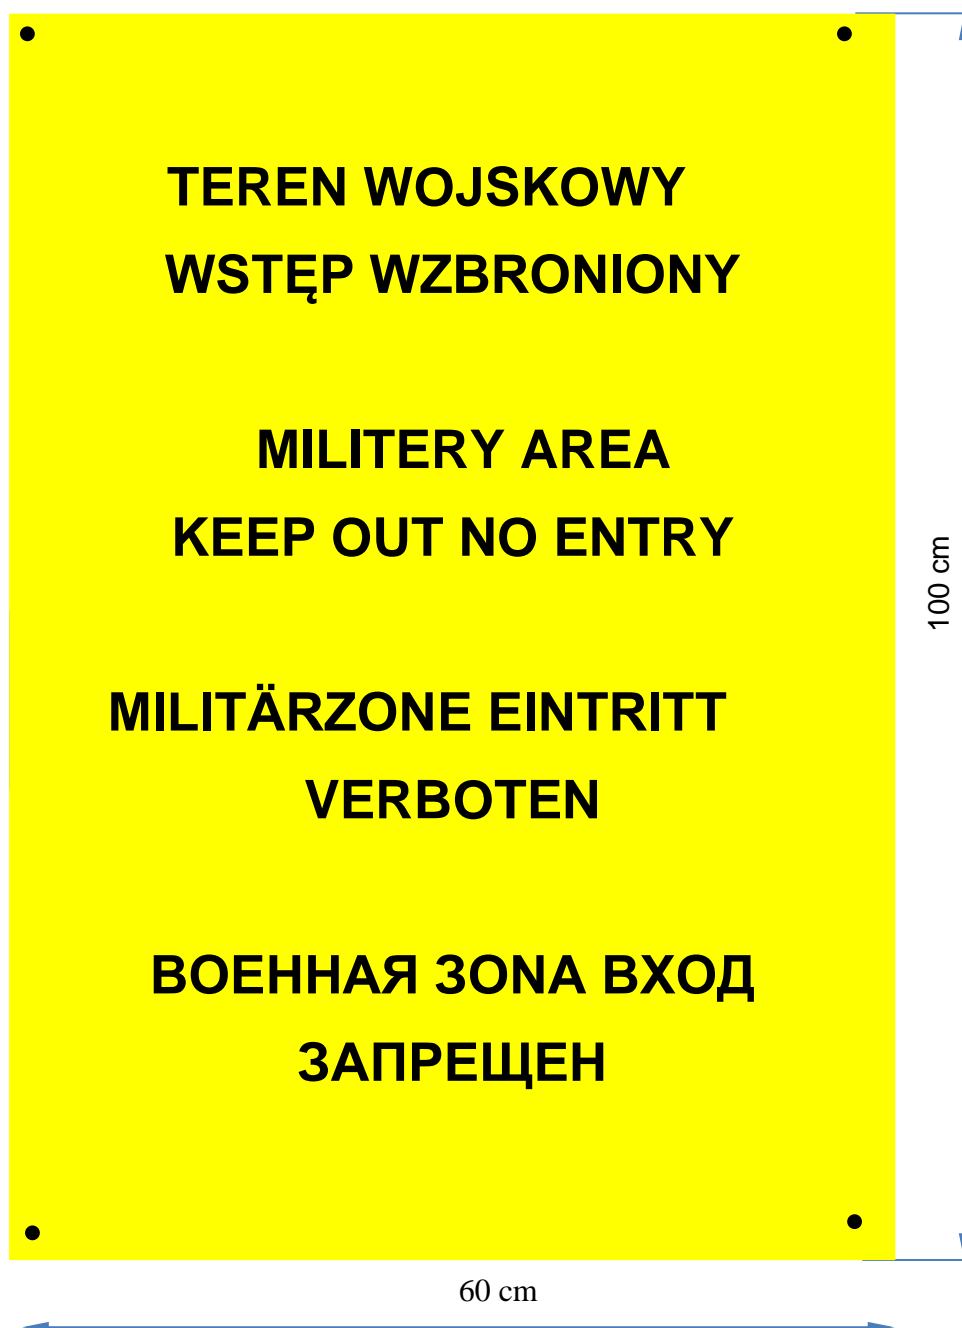 TEREN WOJSKOWY
WSTĘP WZBRONIONY
MILITERY AREA
KEEP OUT NO ENTRY
100 cm
MILITÄRZONE EINTRITT
VERBOTEN
ВОЕННАЯ ЗОNА ВХОД
ЗАПРЕЩЕН
60 cm